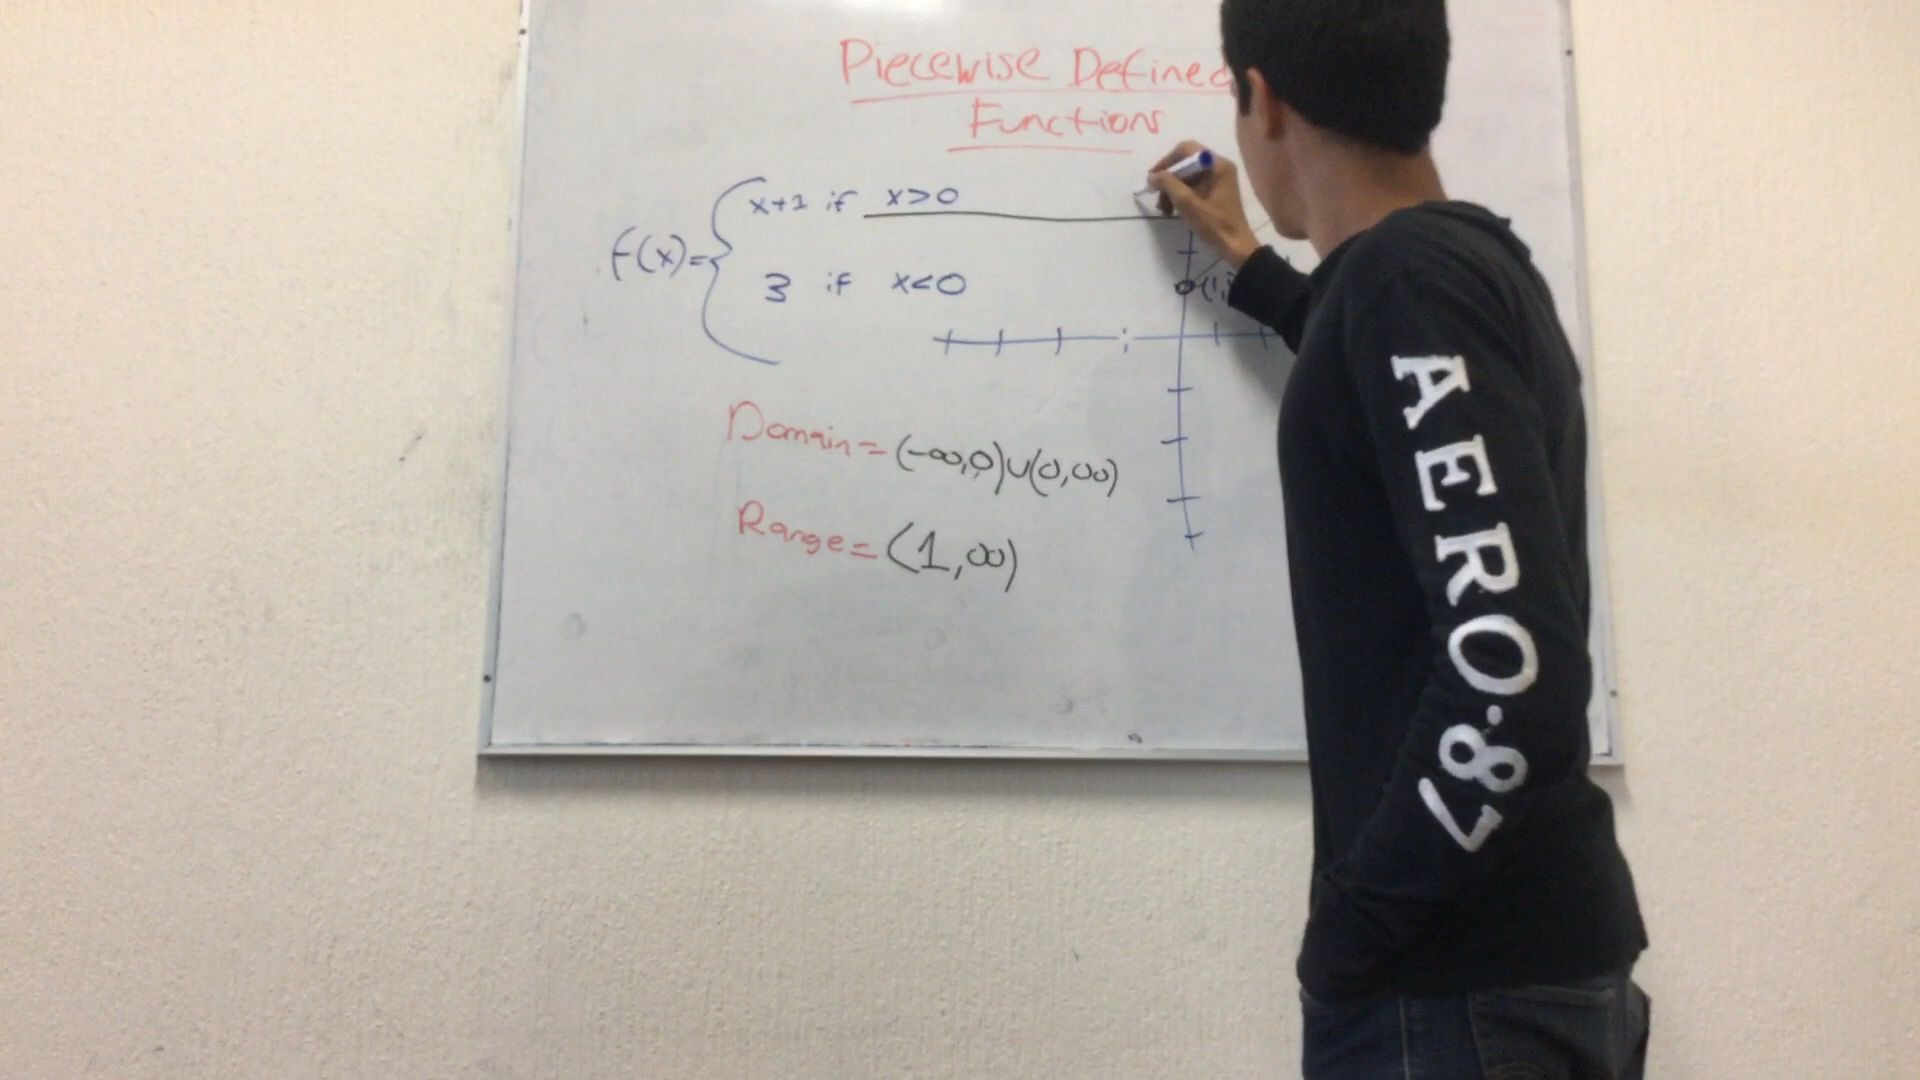 Piecewise Defined
Functions
f(x)=
x+1 if x>0
3 if x<0
Domain = (-∞,0)∪(0,∞)
Range = (1,∞)
AERO·87